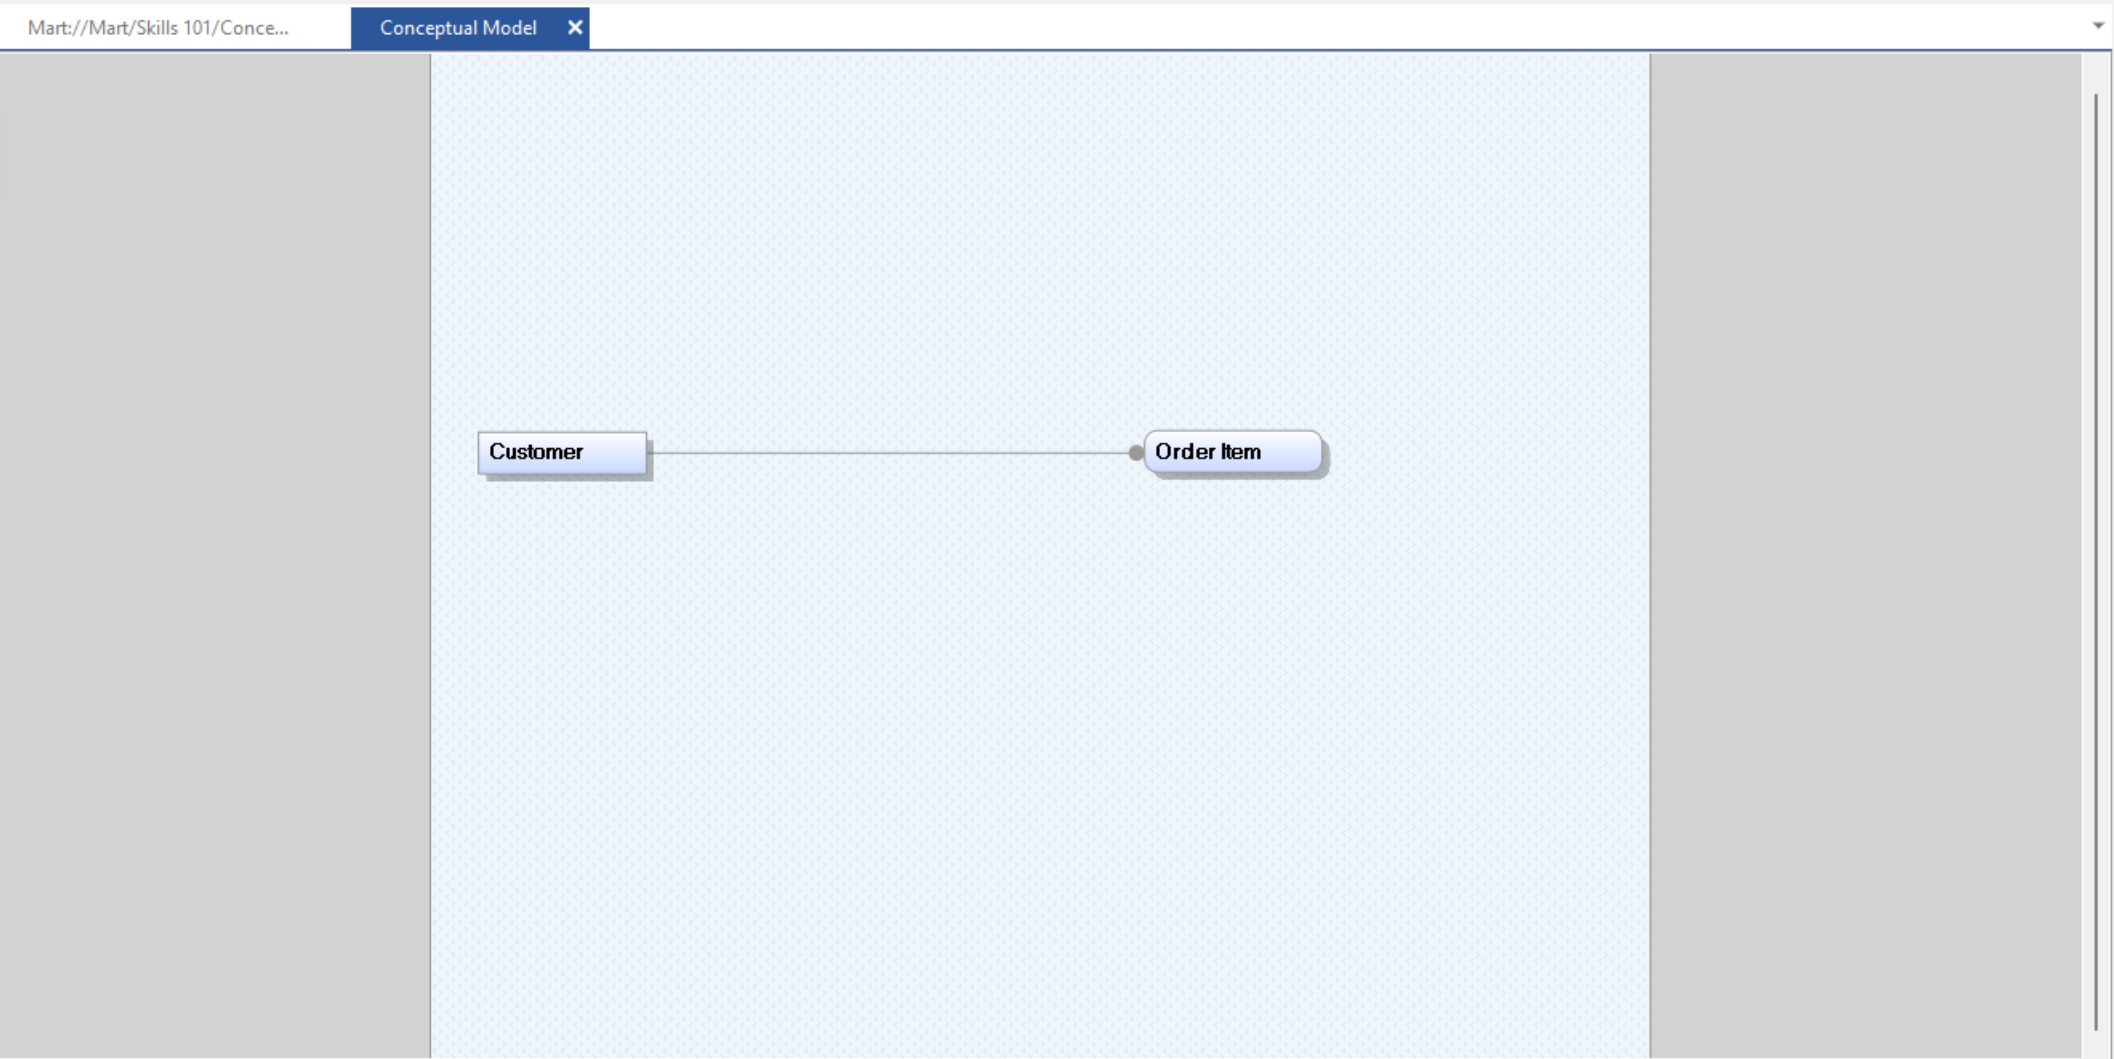 Mart://Mart/Skills 101/Conce...
Conceptual Model
Customer
Order Item